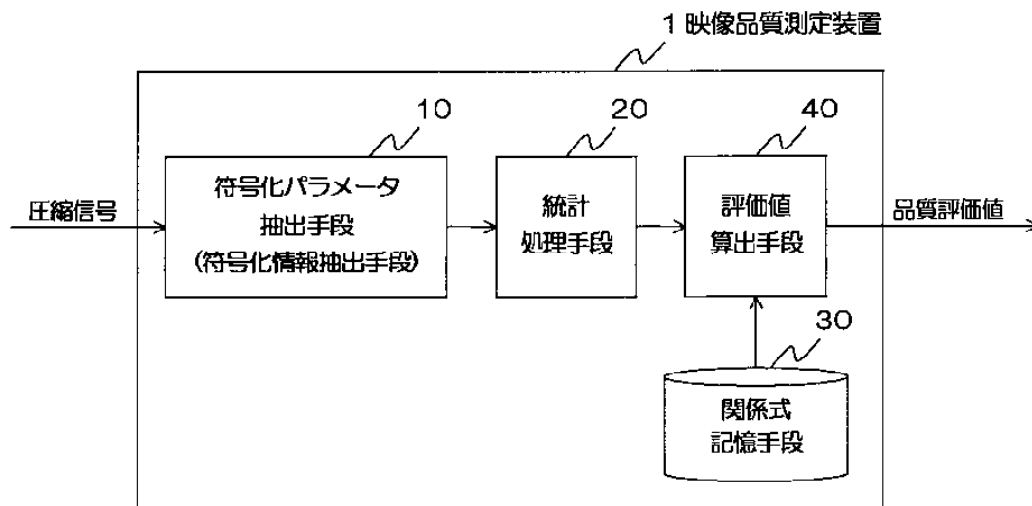 1 映像品質測定装置
10
20
40
圧縮信号
符号化パラメータ
抽出手段
(符号化情報抽出手段)
統計
処理手段
評価値
算出手段
品質評価値
30
関係式
記憶手段